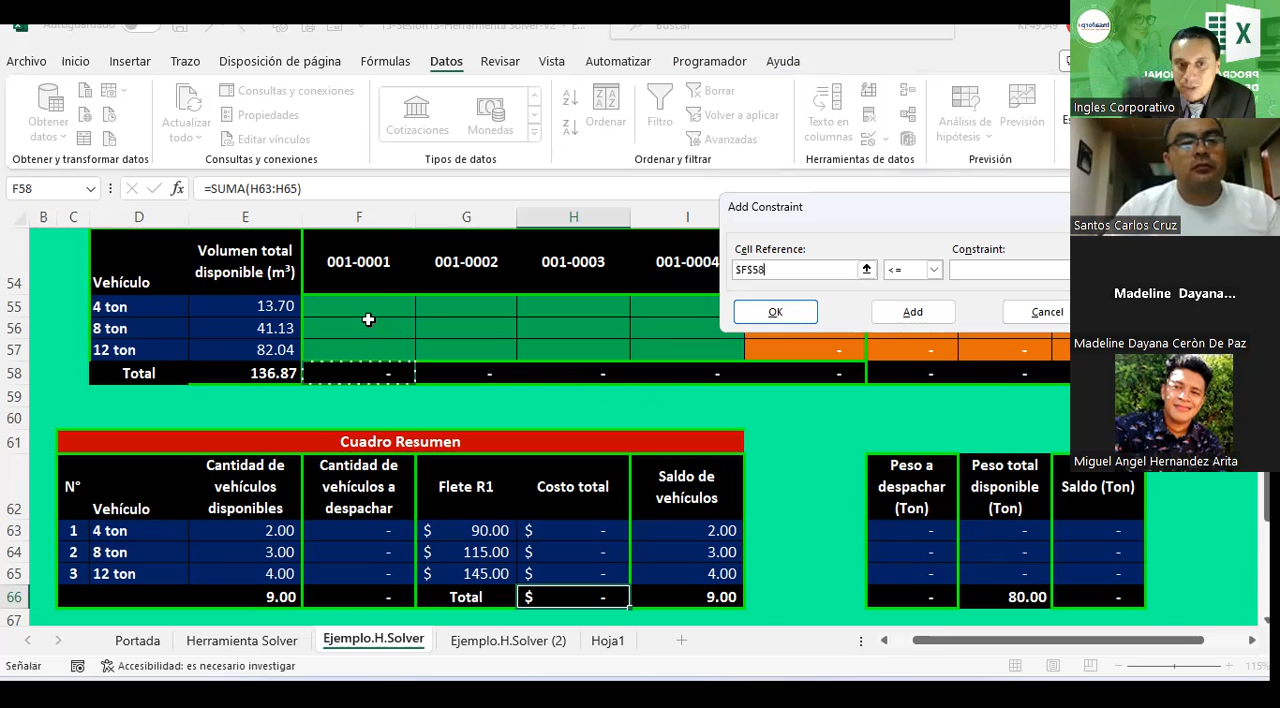 Autoguardado
13-Sesion13-Herramienta Solver-V2
Buscar
Archivo Inicio Insertar Trazo Disposición de página Fórmulas Datos Revisar Vista Automatizar Programador Ayuda
Obtener datos
Actualizar todo
Consultas y conexiones
Propiedades
Editar vínculos
Cotizaciones
Monedas
Ordenar
Filtro
Borrar
Volver a aplicar
Avanzadas
Texto en columnas
Análisis de hipótesis
Previsión
Obtener y transformar datos
Consultas y conexiones
Tipos de datos
Ordenar y filtrar
Herramientas de datos
Previsión
F58
=SUMA(H63:H65)
B C D E F G H I
Add Constraint
Cell Reference: Constraint:
$F$58 <=
OK Add Cancel
54 Vehículo Volumen total disponible (m³) 001-0001 001-0002 001-0003 001-0004
55 4 ton 13.70
56 8 ton 41.13
57 12 ton 82.04 - - -
58 Total 136.87 - - - - - - -
59
60
61 Cuadro Resumen
62 N° Vehículo Cantidad de vehículos disponibles Cantidad de vehículos a despachar Flete R1 Costo total Saldo de vehículos Peso a despachar (Ton) Peso total disponible (Ton) Saldo (Ton)
63 1 4 ton 2.00 - $ 90.00 $ - 2.00 - - -
64 2 8 ton 3.00 - $ 115.00 $ - 3.00 - - -
65 3 12 ton 4.00 - $ 145.00 $ - 4.00 - - -
66 9.00 - Total $ - 9.00 - 80.00 -
67
Portada Herramienta Solver Ejemplo.H.Solver Ejemplo.H.Solver (2) Hoja1
Señalar
Accesibilidad: es necesario investigar
115%
Insaforp
X
Ingles Corporativo
Santos Carlos Cruz
Madeline Dayana...
Madeline Dayana Ceròn De Paz
Miguel Angel Hernandez Arita